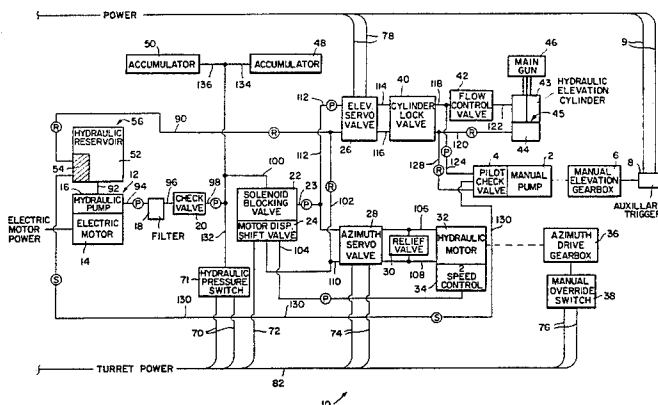 POWER
50
48
ACCUMULATOR
ACCUMULATOR
136
134
78
9
46
MAIN GUN
40
42
118
43
HYDRAULIC ELEVATION CYLINDER
FLOW CONTROL VALVE
45
44
112
P
114
ELEV. SERVO VALVE
CYLINDER LOCK VALVE
26
116
122
120
R
90
R
R
56
HYDRAULIC RESERVOIR
54
52
12
92
94
100
112
128
R
P
124
4
2
6
8
PILOT CHECK VALVE
MANUAL PUMP
MANUAL ELEVATION GEARBOX
AUXILLARY TRIGGER
16
HYDRAULIC PUMP
P
96
98
P
CHECK VALVE
20
18
FILTER
ELECTRIC MOTOR POWER
ELECTRIC MOTOR
14
22
23
SOLENOID BLOCKING VALVE
P
R
102
MOTOR DISP. SHIFT VALVE
24
104
132
28
AZIMUTH SERVO VALVE
106
RELIEF VALVE
30
108
110
32
HYDRAULIC MOTOR
2
SPEED CONTROL
34
130
36
AZIMUTH DRIVE GEARBOX
MANUAL OVERRIDE SWITCH
38
S
71
HYDRAULIC PRESSURE SWITCH
P
130
130
S
70
72
74
76
TURRET POWER
82
10